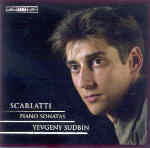 SCARLATTI
PIANO SONATAS
YEVGENY SUDBIN